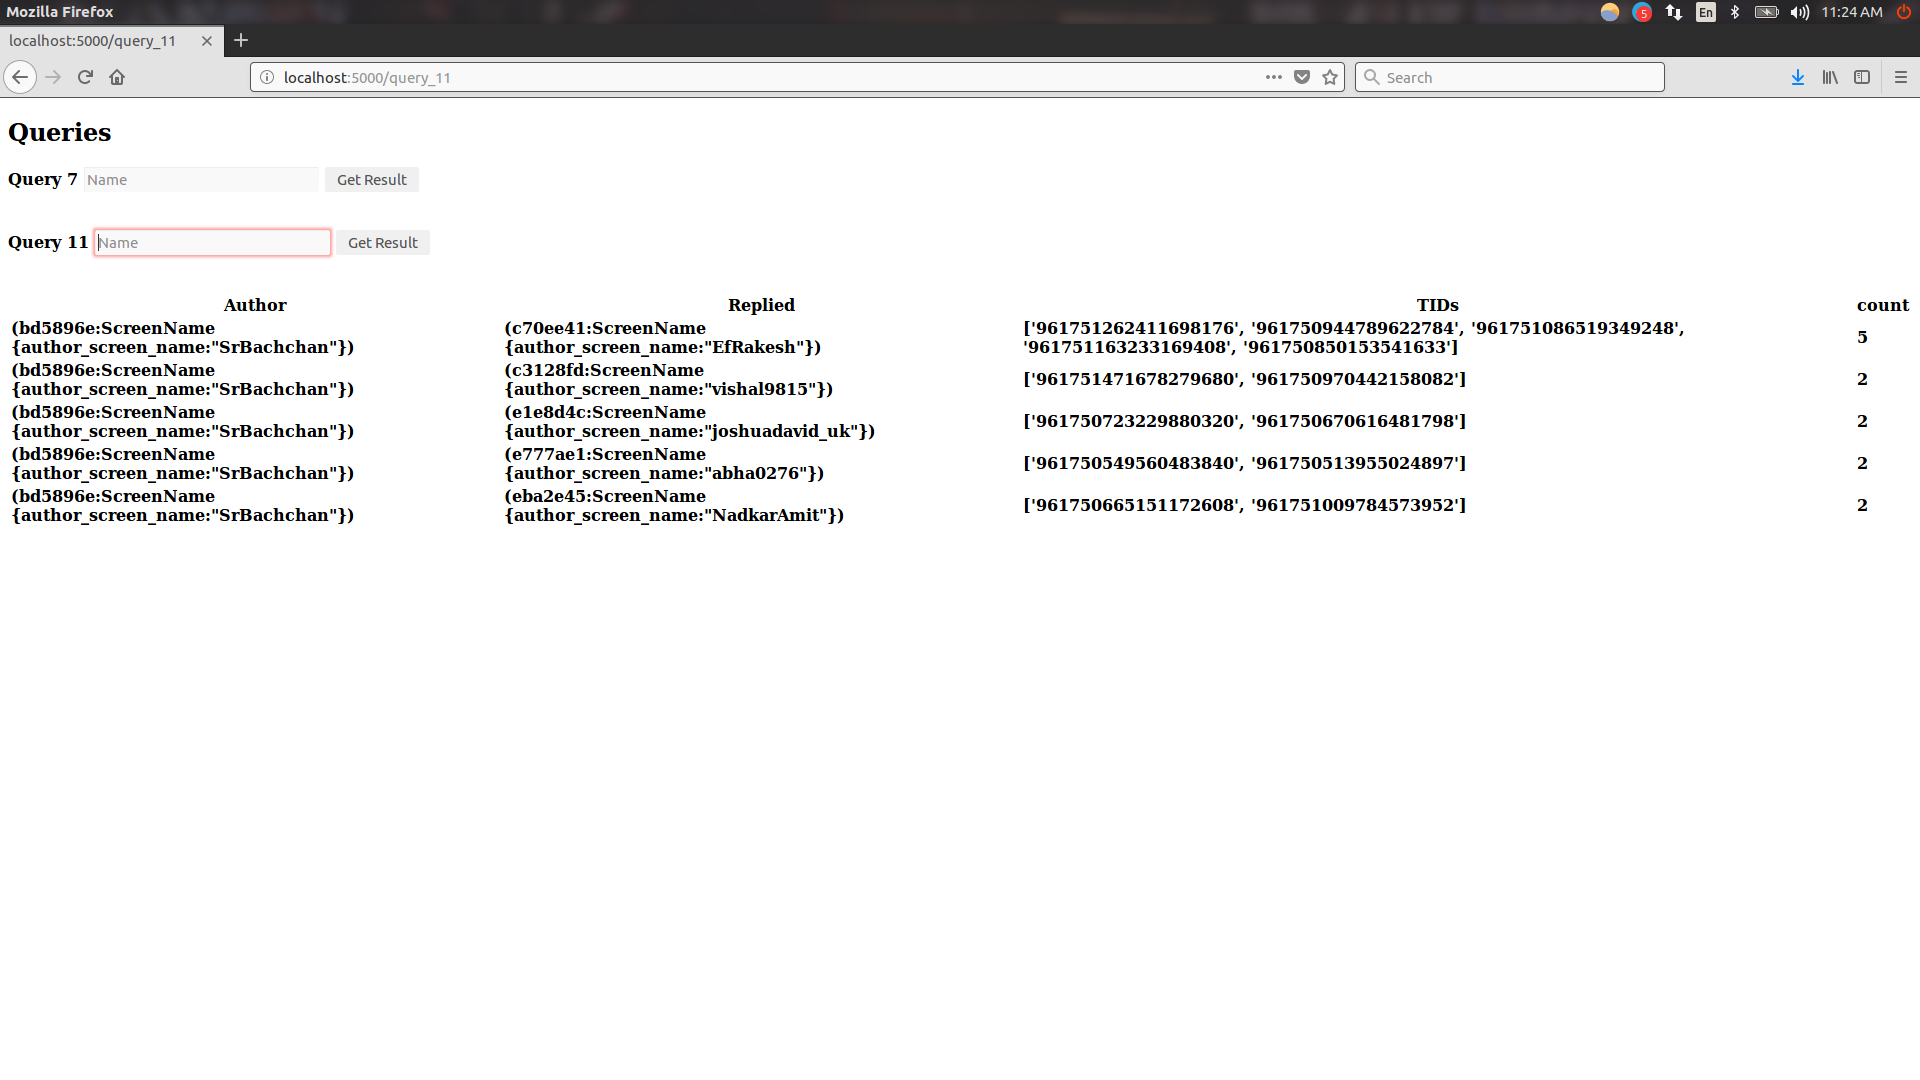 Mozilla Firefox
5
En
11:24 AM
localhost:5000/query_11
localhost:5000/query_11
Search
Queries
Query 7 Name Get Result
Query 11 Name Get Result
Author Replied TIDs count
(bd5896e:ScreenName (c70ee41:ScreenName ['961751262411698176', '961750944789622784', '961751086519349248', 5
{author_screen_name:"SrBachchan"}) {author_screen_name:"EfRakesh"}) '961751163233169408', '961750850153541633']
(bd5896e:ScreenName (c3128fd:ScreenName ['961751471678279680', '961750970442158082'] 2
{author_screen_name:"SrBachchan"}) {author_screen_name:"vishal9815"})
(bd5896e:ScreenName (e1e8d4c:ScreenName ['961750723229880320', '961750670616481798'] 2
{author_screen_name:"SrBachchan"}) {author_screen_name:"joshuadavid_uk"})
(bd5896e:ScreenName (e777ae1:ScreenName ['961750549560483840', '961750513955024897'] 2
{author_screen_name:"SrBachchan"}) {author_screen_name:"abha0276"})
(bd5896e:ScreenName (eba2e45:ScreenName ['961750665151172608', '961751009784573952'] 2
{author_screen_name:"SrBachchan"}) {author_screen_name:"NadkarAmit"})